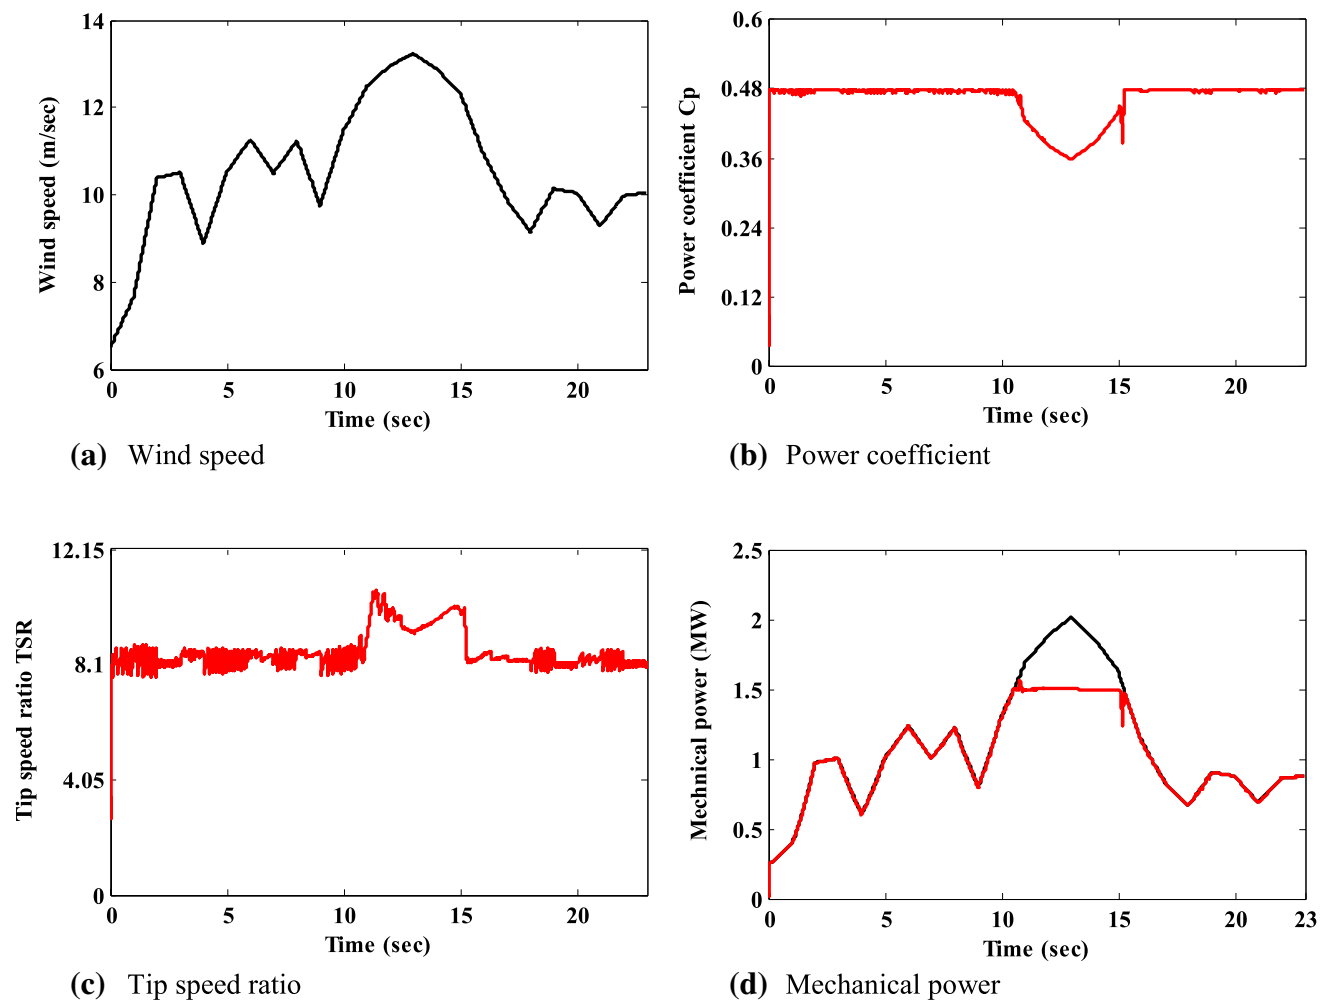 14
12
10
8
6
Wind speed (m/sec)
0 5 10 15 20
Time (sec)
(a) Wind speed
0.6
0.48
0.36
0.24
0.12
0
Power coefficient Cp
0 5 10 15 20
Time (sec)
(b) Power coefficient
12.15
8.1
4.05
0
Tip speed ratio TSR
0 5 10 15 20
Time (sec)
(c) Tip speed ratio
2.5
2
1.5
1
0.5
0
Mechnical power (MW)
0 5 10 15 20 23
Time (sec)
(d) Mechanical power